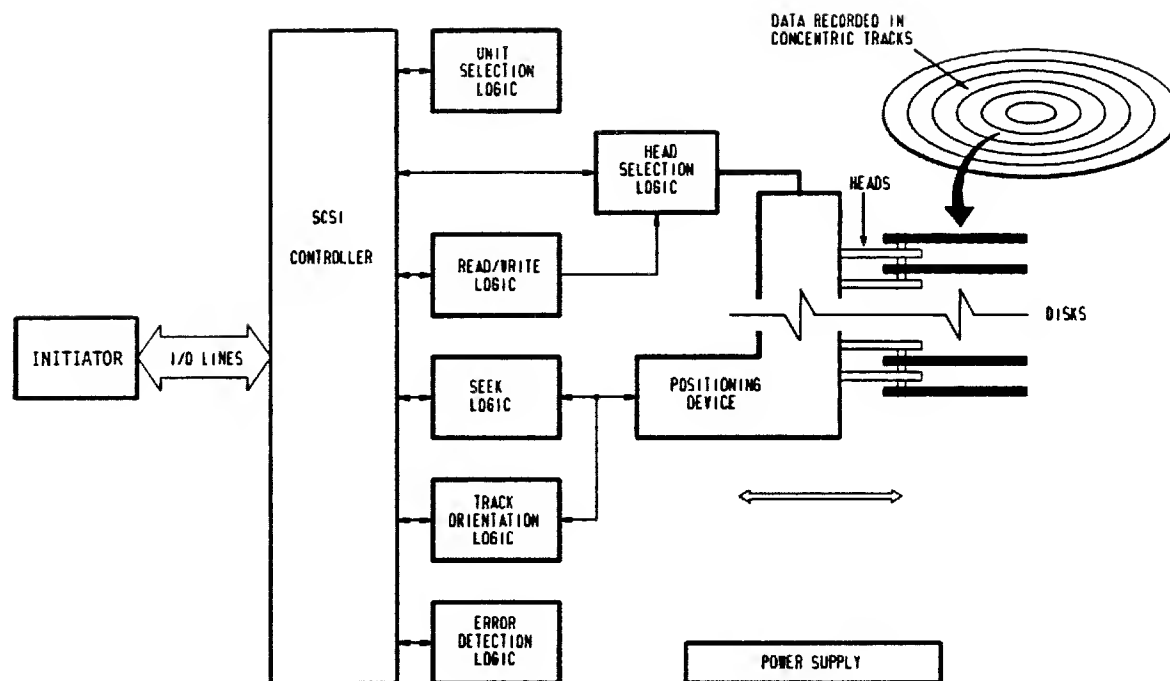 DATA RECORDED IN
CONCENTRIC TRACKS
UNIT
SELECTION
LOGIC
HEAD
SELECTION
LOGIC
HEADS
SCSI
CONTROLLER
READ/WRITE
LOGIC
DISKS
INITIATOR
I/O LINES
SEEK
LOGIC
POSITIONING
DEVICE
TRACK
ORIENTATION
LOGIC
ERROR
DETECTION
LOGIC
POWER SUPPLY